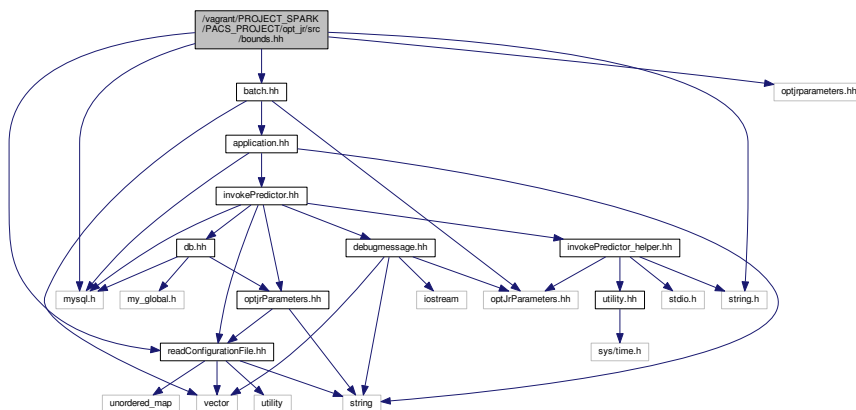 /vagrant/PROJECT_SPARK
/PACS_PROJECT/opt_jr/src
/bounds.hh
batch.hh
optjrparameters.hh
application.hh
invokePredictor.hh
db.hh
debugmessage.hh
invokePredictor_helper.hh
mysql.h
my_global.h
optjrParameters.hh
iostream
optJrParameters.hh
utility.hh
stdio.h
string.h
readConfigurationFile.hh
sys/time.h
unordered_map
vector
utility
string